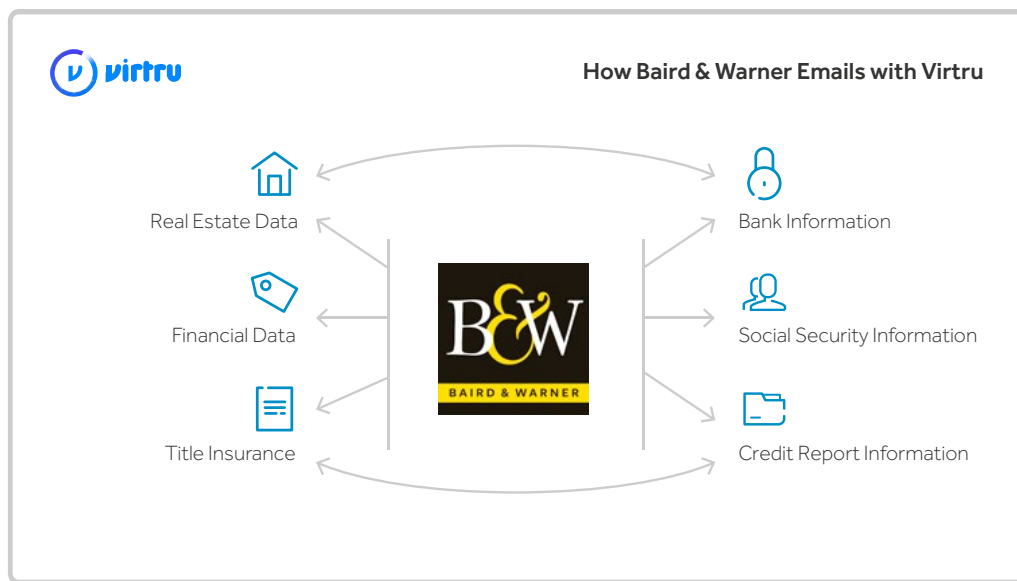 virtru
How Baird & Warner Emails with Virtru
Real Estate Data
Bank Information
B&W
BAIRD & WARNER
Financial Data
Social Security Information
Title Insurance
Credit Report Information